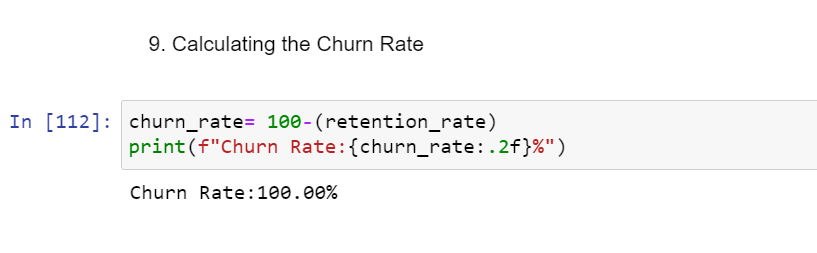 9. Calculating the Churn Rate
In [112]: churn_rate= 100-(retention_rate)
print(f"Churn Rate:{churn_rate:.2f}%")
Churn Rate:100.00%